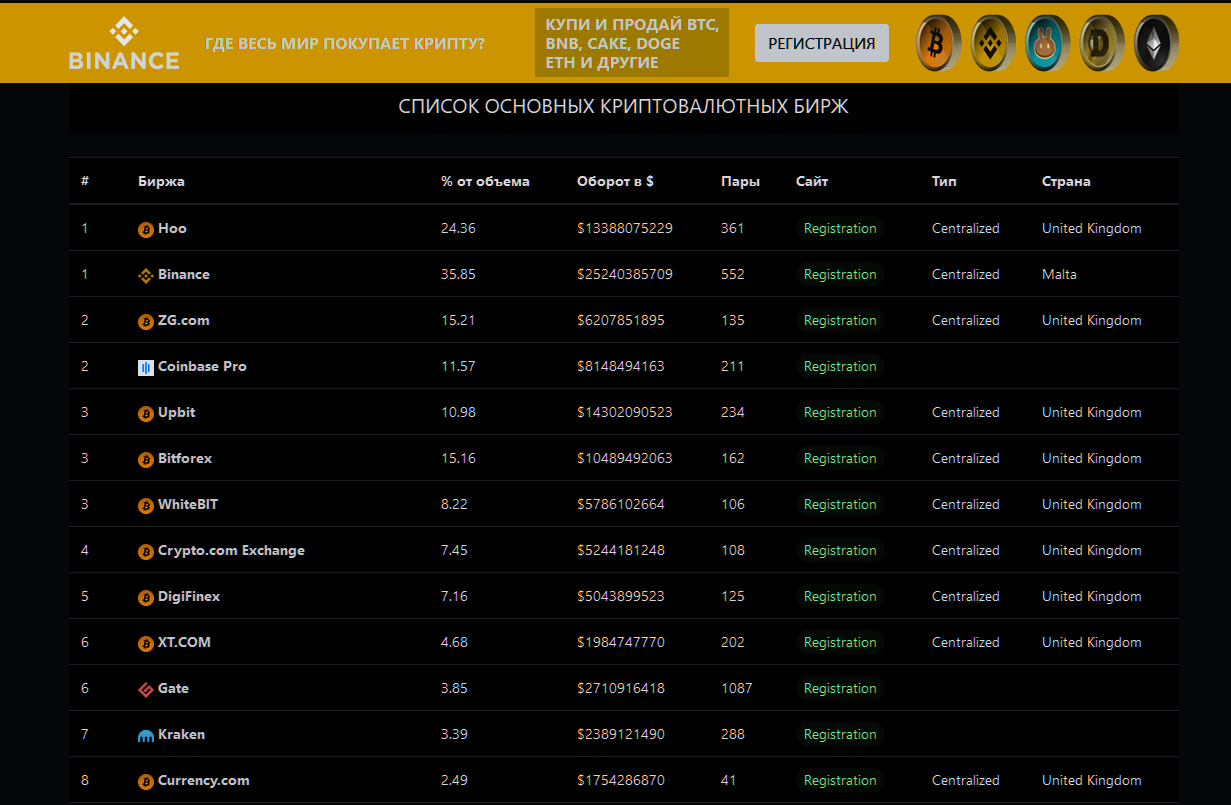 BINANCE
ГДЕ ВЕСЬ МИР ПОКУПАЕТ КРИПТУ?
КУПИ И ПРОДАЙ BTC,
BNB, CAKE, DOGE
ETH И ДРУГИЕ
РЕГИСТРАЦИЯ
СПИСОК ОСНОВНЫХ КРИПТОВАЛЮТНЫХ БИРЖ
# Биржа % от объема Оборот в $ Пары Сайт Тип Страна
1 Hoo 24.36 $13388075229 361 Registration Centralized United Kingdom
1 Binance 35.85 $25240385709 552 Registration Centralized Malta
2 ZG.com 15.21 $6207851895 135 Registration Centralized United Kingdom
2 Coinbase Pro 11.57 $8148494163 211 Registration
3 Upbit 10.98 $14302090523 234 Registration Centralized United Kingdom
3 Bitforex 15.16 $10489492063 162 Registration Centralized United Kingdom
3 WhiteBIT 8.22 $5786102664 106 Registration Centralized United Kingdom
4 Crypto.com Exchange 7.45 $5244181248 108 Registration Centralized United Kingdom
5 DigiFinex 7.16 $5043899523 125 Registration Centralized United Kingdom
6 XT.COM 4.68 $1984747770 202 Registration Centralized United Kingdom
6 Gate 3.85 $2710916418 1087 Registration
7 Kraken 3.39 $2389121490 288 Registration
8 Currency.com 2.49 $1754286870 41 Registration Centralized United Kingdom